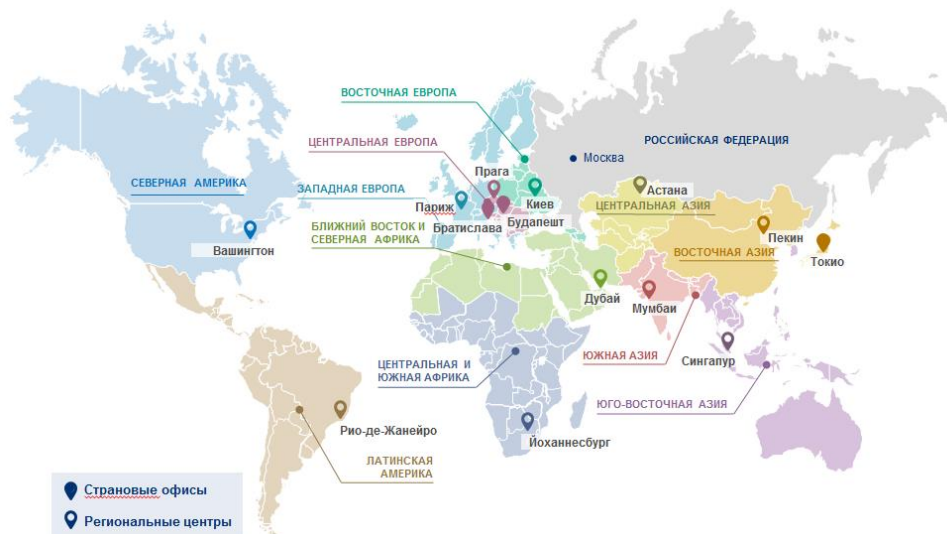 ВОСТОЧНАЯ ЕВРОПА
РОССИЙСКАЯ ФЕДЕРАЦИЯ
ЦЕНТРАЛЬНАЯ ЕВРОПА
Москва
Прага
СЕВЕРНАЯ АМЕРИКА
ЗАПАДНАЯ ЕВРОПА
Астана
Киев
ЦЕНТРАЛЬНАЯ АЗИЯ
Париж
Будапешт
БЛИЖНИЙ ВОСТОК И
СЕВЕРНАЯ АФРИКА
Братислава
Пекин
Вашингтон
ВОСТОЧНАЯ АЗИЯ
Токио
Дубай
Мумбаи
ЮЖНАЯ АЗИЯ
Сингапур
ЦЕНТРАЛЬНАЯ И
ЮЖНАЯ АФРИКА
ЮГО-ВОСТОЧНАЯ АЗИЯ
Рио-де-Жанейро
Йоханнесбург
ЛАТИНСКАЯ
АМЕРИКА
Страновые офисы
Региональные центры